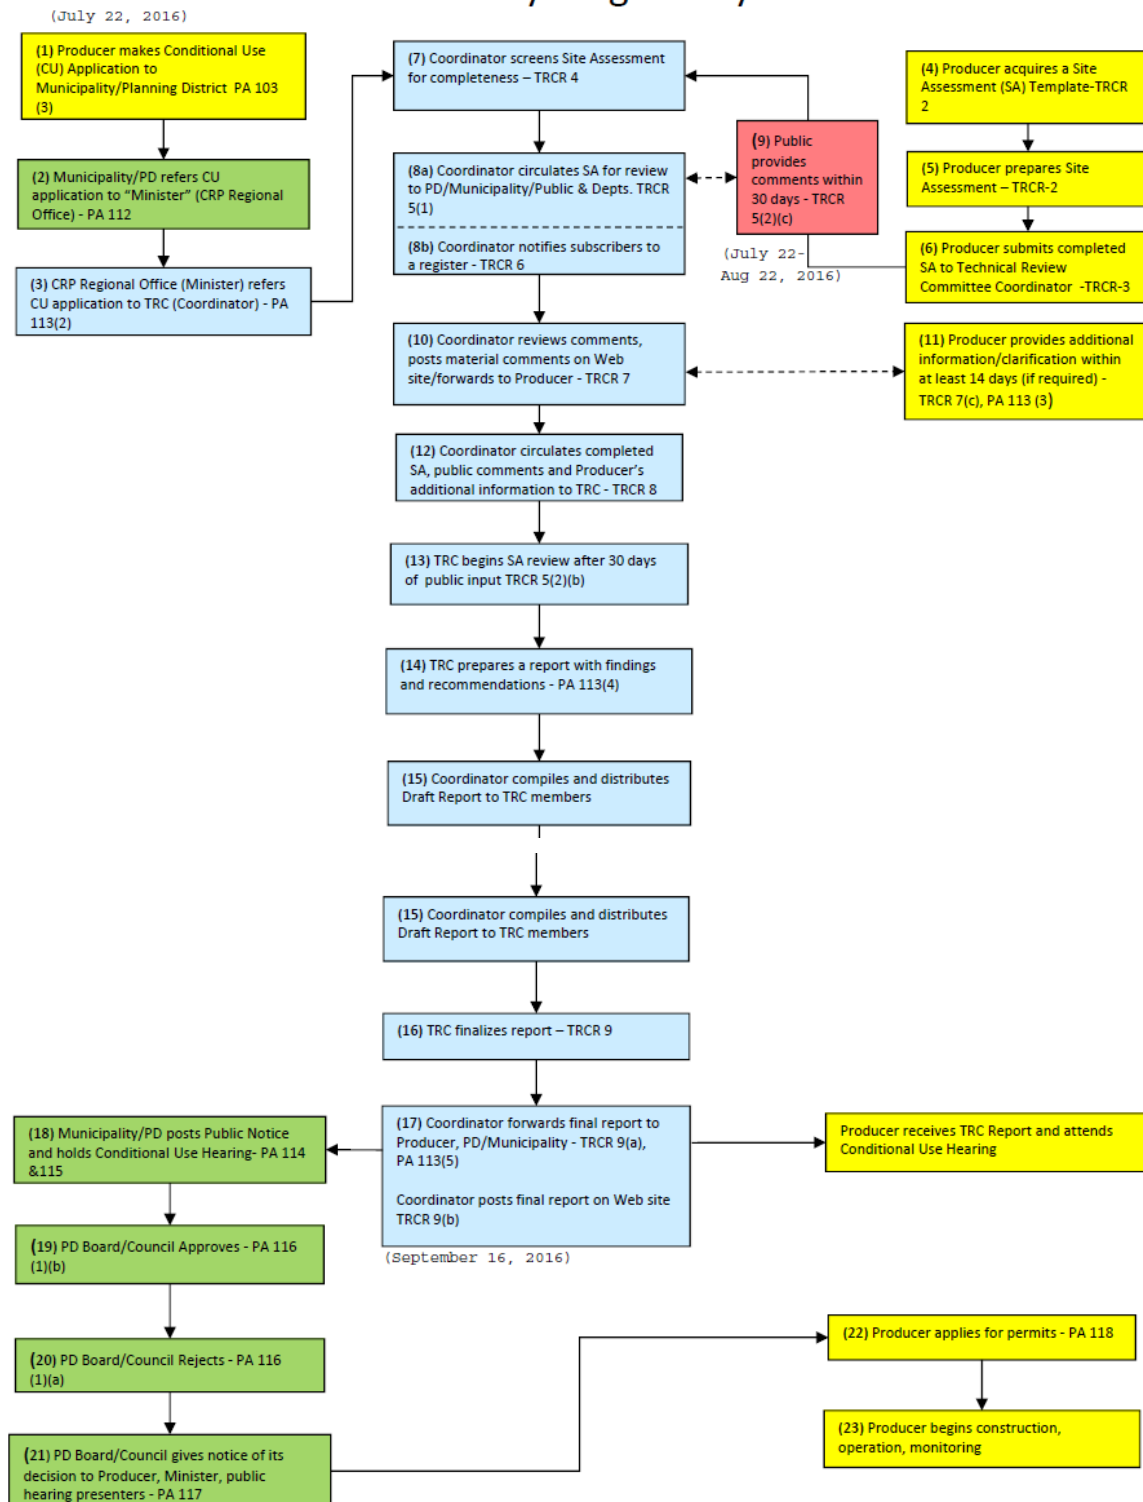 (July 22, 2016)
(1) Producer makes Conditional Use
(CU) Application to
Municipality/Planning District PA 103
(3)
(2) Municipality/PD refers CU
application to “Minister” (CRP Regional
Office) - PA 112
(3) CRP Regional Office (Minister) refers
CU application to TRC (Coordinator) - PA
113(2)
(7) Coordinator screens Site Assessment
for completeness – TRCR 4
(8a) Coordinator circulates SA for review
to PD/Municipality/Public & Depts. TRCR
5(1)
(8b) Coordinator notifies subscribers to
a register - TRCR 6
(9) Public
provides
comments within
30 days - TRCR
5(2)(c)
(July 22-
Aug 22, 2016)
(4) Producer acquires a Site
Assessment (SA) Template-TRCR
2
(5) Producer prepares Site
Assessment – TRCR-2
(6) Producer submits completed
SA to Technical Review
Committee Coordinator -TRCR-3
(10) Coordinator reviews comments,
posts material comments on Web
site/forwards to Producer - TRCR 7
(11) Producer provides additional
information/clarification within
at least 14 days (if required) -
TRCR 7(c), PA 113 (3)
(12) Coordinator circulates completed
SA, public comments and Producer’s
additional information to TRC - TRCR 8
(13) TRC begins SA review after 30 days
of public input TRCR 5(2)(b)
(14) TRC prepares a report with findings
and recommendations - PA 113(4)
(15) Coordinator compiles and distributes
Draft Report to TRC members
(15) Coordinator compiles and distributes
Draft Report to TRC members
(16) TRC finalizes report – TRCR 9
(17) Coordinator forwards final report to
Producer, PD/Municipality - TRCR 9(a),
PA 113(5)
Coordinator posts final report on Web site
TRCR 9(b)
(September 16, 2016)
Producer receives TRC Report and attends
Conditional Use Hearing
(18) Municipality/PD posts Public Notice
and holds Conditional Use Hearing- PA 114
&115
(19) PD Board/Council Approves - PA 116
(1)(b)
(20) PD Board/Council Rejects - PA 116
(1)(a)
(21) PD Board/Council gives notice of its
decision to Producer, Minister, public
hearing presenters - PA 117
(22) Producer applies for permits - PA 118
(23) Producer begins construction,
operation, monitoring